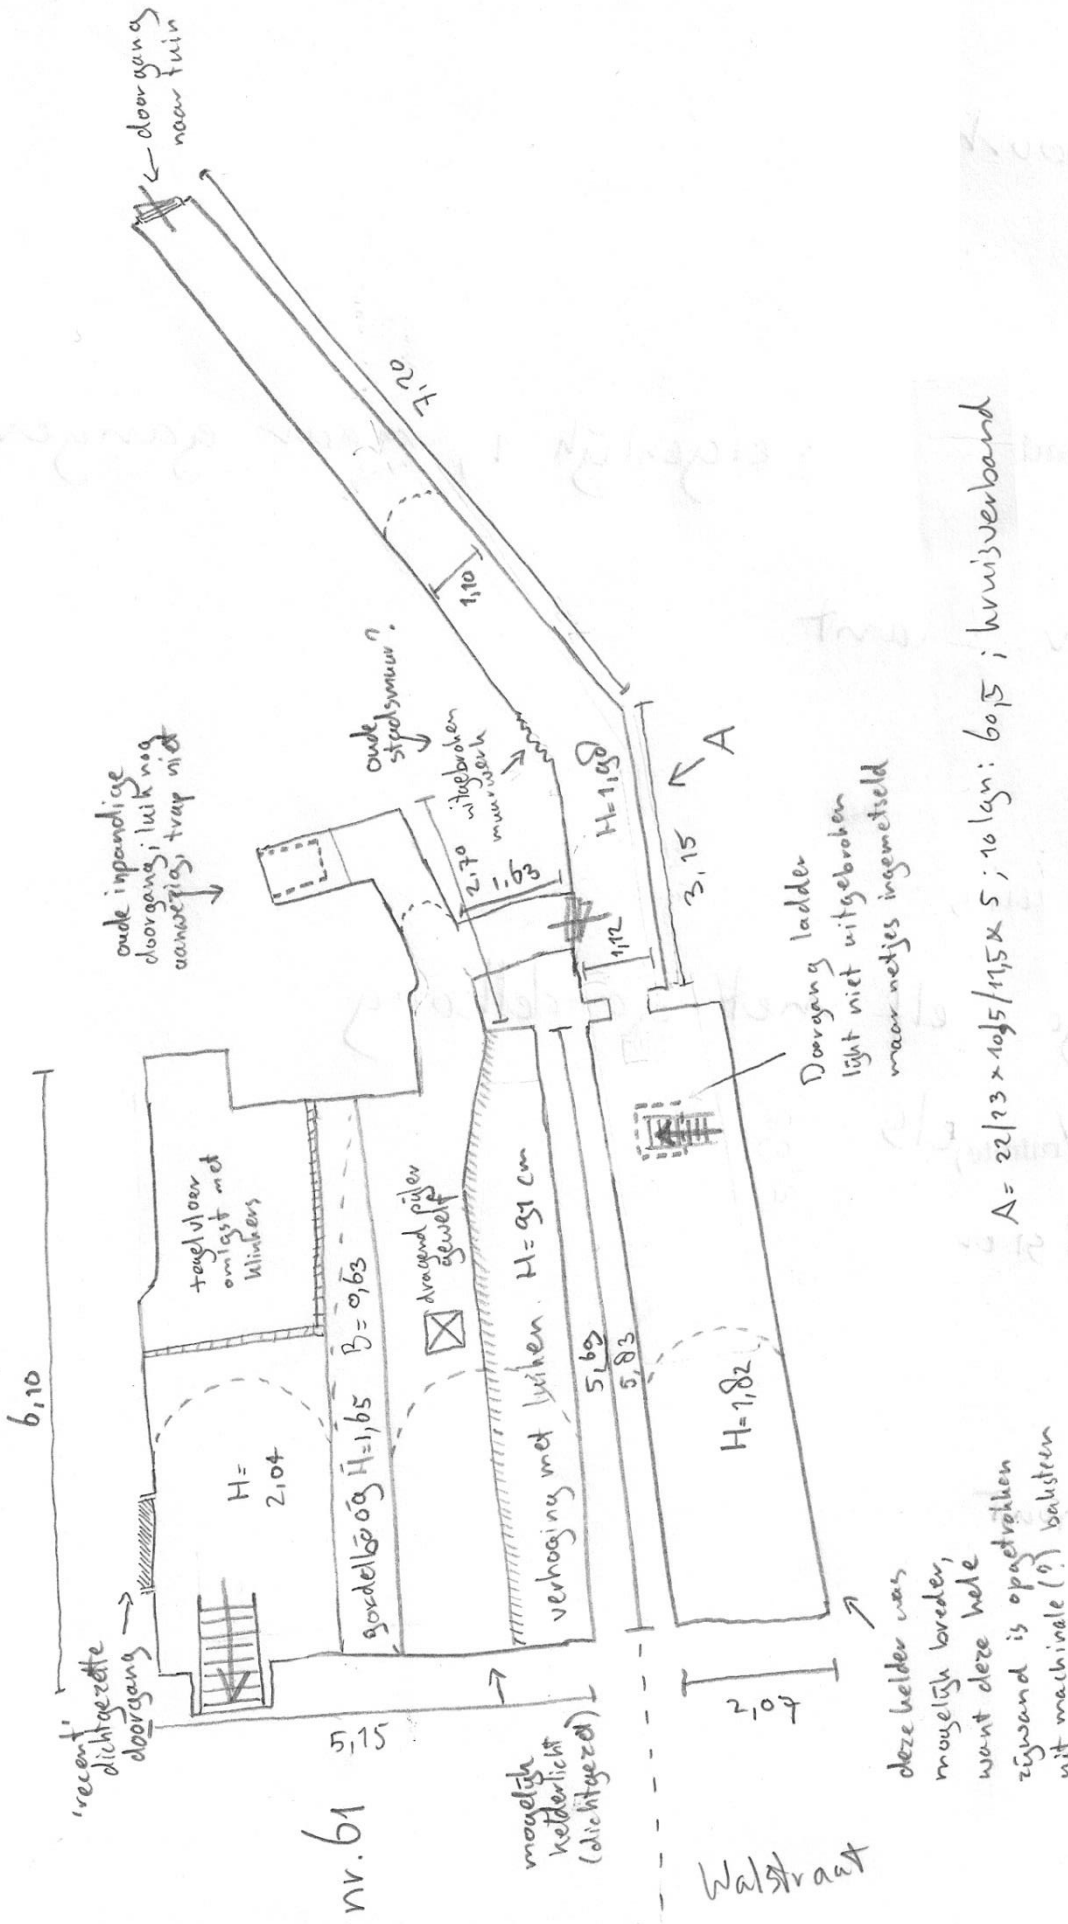 doorgang
naar tuin
7,20
1,10
oude inpandige
doorgang; luik nog
aanwezig, trap niet
oude
stadsmuur?
uitgebroken
muurwerk
2,70
1,63
H=1,98
A
3,15
1,12
6,10
tegelvloer
omlijst met
klinkers
Doorgang ladder
lijkt niet uitgebroken
maar netjes ingemetseld
A= 22/23 x 10,5/11,5 x 5 ; 10 lgn: 60,5 ; kruisverband
H=
2,04
gordelboog H=1,65 B=0,63
dragend pijler
gewelf
verhoging met luiken. H=91 cm
5,69
5,83
H=1,82
'recent'
dichtgezette
doorgang
5,15
nr. 61
mogelijk
kelderlicht
(dichtgezet)
2,07
Walstraat
deze kelder was
mogelijk breder,
want deze hele
zijwand is opgetrokken
uit machinale (?) baksteen